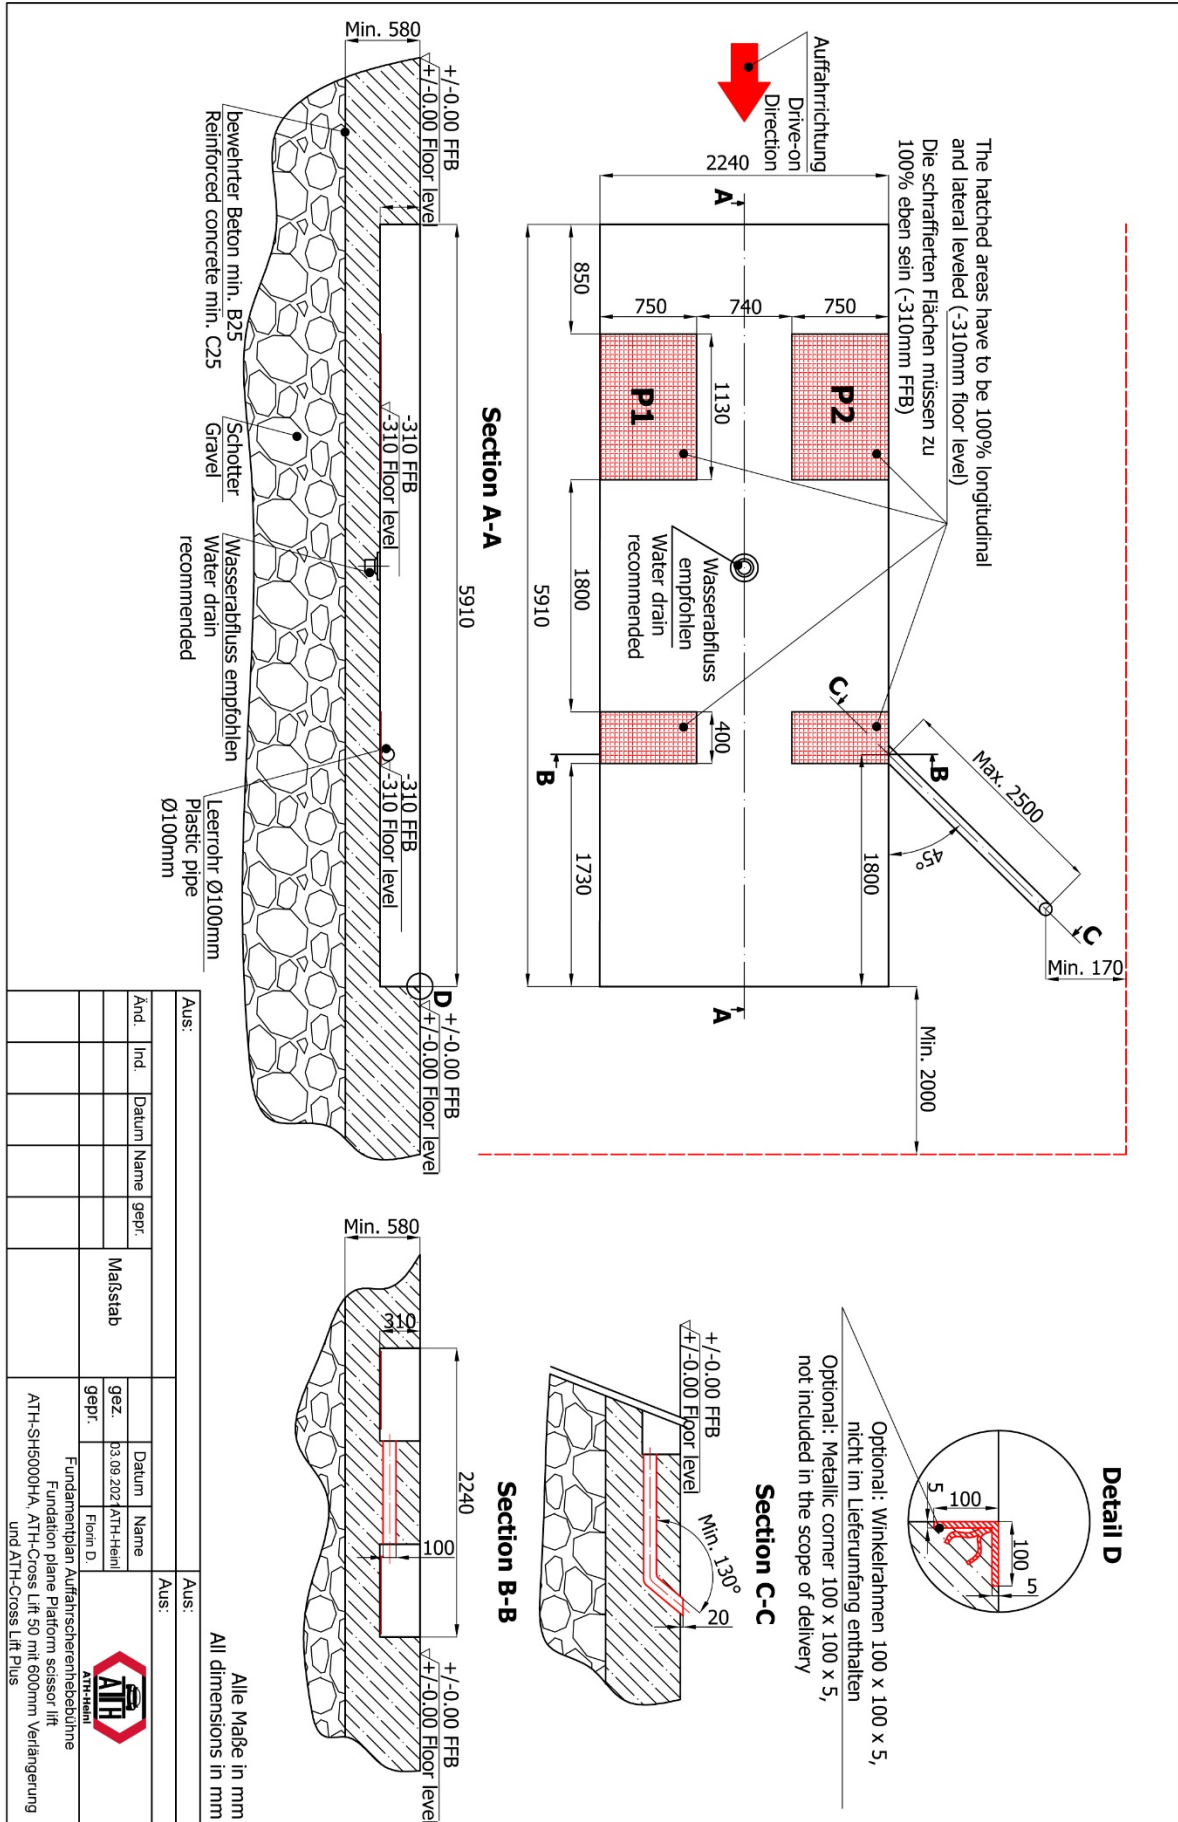 The hatched areas have to be 100% longitudinal
and lateral leveled (-310mm floor level)
Die schraffierten Flächen müssen zu
100% eben sein (-310mm FFB)
Auffahrrichtung
Drive-on
Direction
2240
A
A
850
750
740
750
1130
P1
P2
1800
5910
400
1730
1800
Wasserabfluss
empfohlen
Water drain
recommended
C
C
B
B
Max. 2500
45°
Min. 170
Min. 2000
Section A-A
Min. 580
+/-0.00 FFB
+/-0.00 Floor level
5910
-310 FFB
-310 Floor level
-310 FFB
-310 Floor level
D
+/-0.00 FFB
+/-0.00 Floor level
bewehrter Beton min. B25
Reinforced concrete min. C25
Schotter
Gravel
Wasserabfluss empfohlen
Water drain
recommended
Leerrohr Ø100mm
Plastic pipe
Ø100mm
Detail D
100
5
100
5
Optional: Winkelrahmen 100 x 100 x 5,
nicht im Lieferumfang enthalten
Optional: Metallic corner 100 x 100 x 5,
not included in the scope of delivery
Section C-C
+/-0.00 FFB
+/-0.00 Floor level
Min. 130°
20
Section B-B
Min. 580
310
2240
100
+/-0.00 FFB
+/-0.00 Floor level
Alle Maße in mm
All dimensions in mm
Aus:
Aus:
Aus:
Änd.
Ind.
Datum
Name
gepr.
Maßstab
Datum
Name
gez.
03.09.2021
ATH-Heinl
gepr.
Florin D.
ATH
ATH-Heinl
Fundamentplan Auffahrscherenhebebühne
Fundation plane Platform scissor lift
ATH-SH5000HA, ATH-Cross Lift 50 mit 600mm Verlängerung
und ATH-Cross Lift Plus